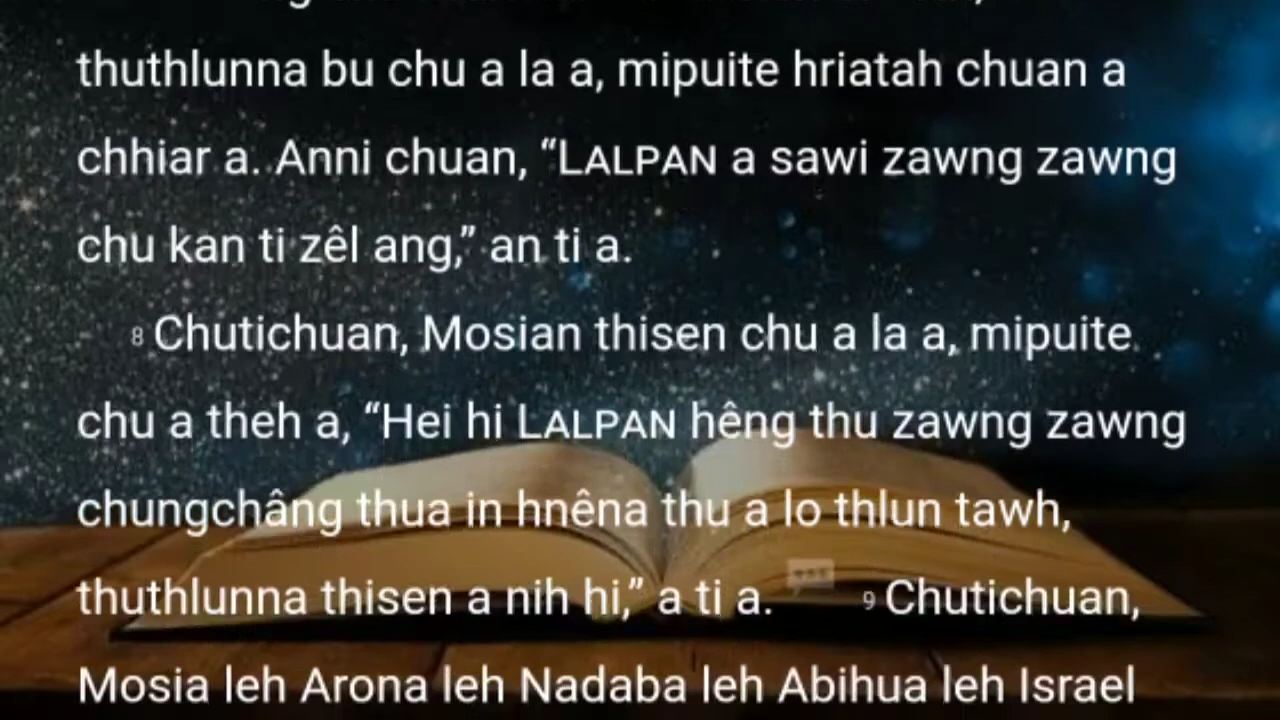 thuthlunna bu chu a la a, mipuite hriatah chuan a
chhiar a. Anni chuan, “LALPAN a sawi zawng zawng
chu kan ti zêl ang,” an ti a.
8 Chutichuan, Mosian thisen chu a la a, mipuite
chu a theh a, “Hei hi LALPAN hêng thu zawng zawng
chungchâng thua in hnêna thu a lo thlun tawh,
thuthlunna thisen a nih hi,” a ti a. 9 Chutichuan,
Mosia leh Arona leh Nadaba leh Abihua leh Israel